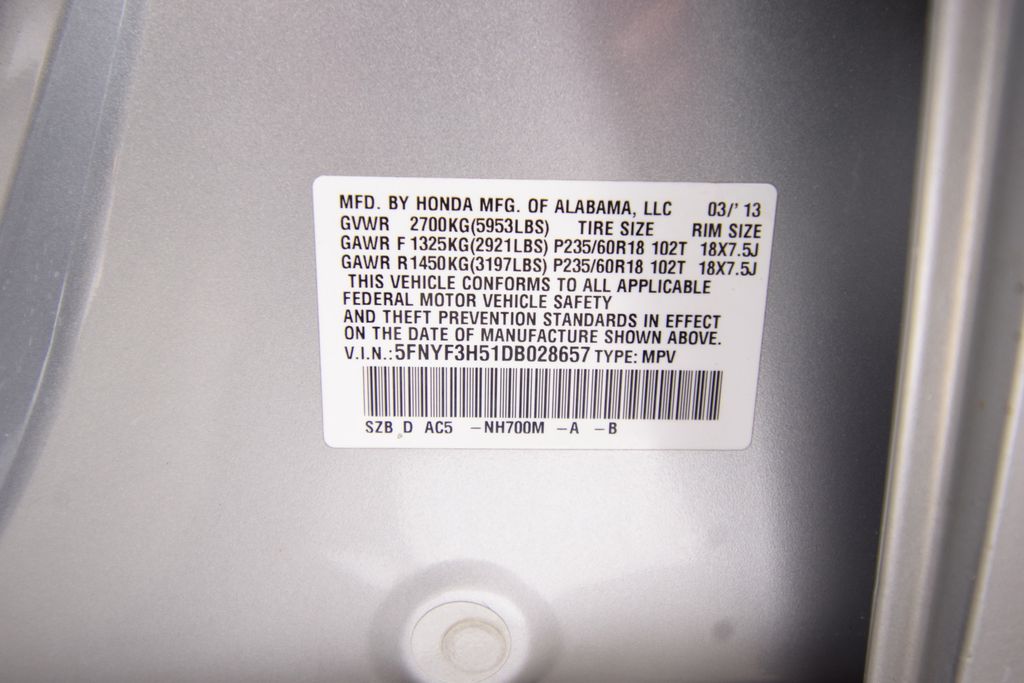 MFD. BY HONDA MFG. OF ALABAMA, LLC 03/'13
GVWR 2700KG(5953LBS) TIRE SIZE RIM SIZE
GAWR F 1325KG(2921LBS) P235/60R18 102T 18X7.5J
GAWR R1450KG(3197LBS) P235/60R18 102T 18X7.5J
THIS VEHICLE CONFORMS TO ALL APPLICABLE
FEDERAL MOTOR VEHICLE SAFETY
AND THEFT PREVENTION STANDARDS IN EFFECT
ON THE DATE OF MANUFACTURE SHOWN ABOVE.
V.I.N.:5FNYF3H51DB028657 TYPE: MPV
SZB D AC5 -NH700M -A -B